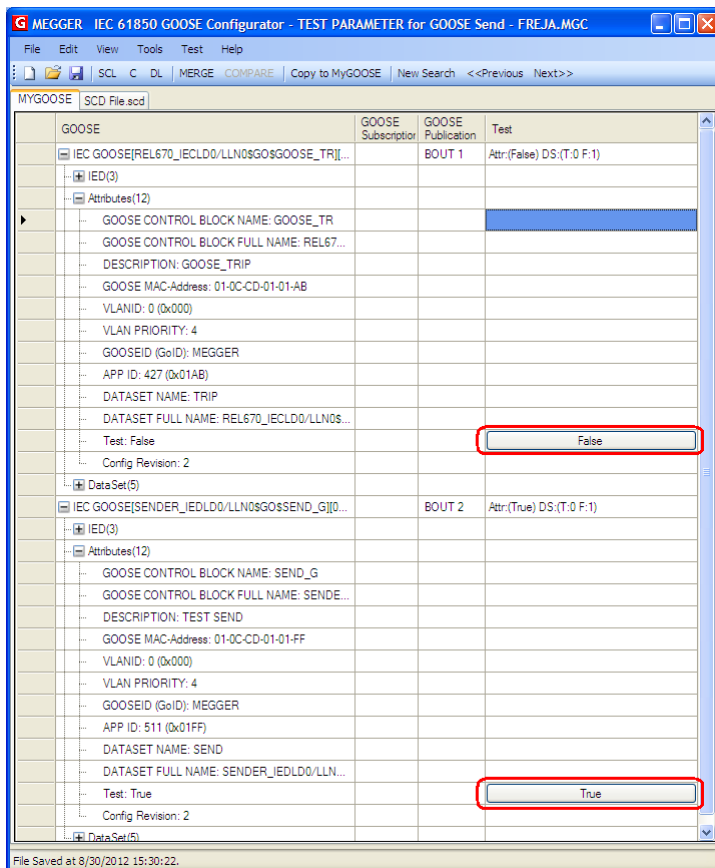 G MEGGER IEC 61850 GOOSE Configurator - TEST PARAMETER for GOOSE Send - FREJA.MGC
File Edit View Tools Test Help
SCL C DL MERGE COMPARE Copy to MyGOOSE New Search <<Previous Next>>
MYGOOSE SCD File.scd
GOOSE GOOSE Subscription GOOSE Publication Test
IEC GOOSE[REL670_IECLD0/LLN0$GO$GOOSE_TR][... BOUT 1 Attr:(False) DS:(T:0 F:1)
IED(3)
Attributes(12)
GOOSE CONTROL BLOCK NAME: GOOSE_TR
GOOSE CONTROL BLOCK FULL NAME: REL67...
DESCRIPTION: GOOSE_TRIP
GOOSE MAC-Address: 01-0C-CD-01-01-AB
VLANID: 0 (0x000)
VLAN PRIORITY: 4
GOOSEID (GoID): MEGGER
APP ID: 427 (0x01AB)
DATASET NAME: TRIP
DATASET FULL NAME: REL670_IECLD0/LLN0$...
Test: False False
Config Revision: 2
DataSet(5)
IEC GOOSE[SENDER_IEDLD0/LLN0$GO$SEND_G][0... BOUT 2 Attr:(True) DS:(T:0 F:1)
IED(3)
Attributes(12)
GOOSE CONTROL BLOCK NAME: SEND_G
GOOSE CONTROL BLOCK FULL NAME: SENDE...
DESCRIPTION: TEST SEND
GOOSE MAC-Address: 01-0C-CD-01-01-FF
VLANID: 0 (0x000)
VLAN PRIORITY: 4
GOOSEID (GoID): MEGGER
APP ID: 511 (0x01FF)
DATASET NAME: SEND
DATASET FULL NAME: SENDER_IEDLD0/LLN...
Test: True True
Config Revision: 2
DataSet(5)
File Saved at 8/30/2012 15:30:22.